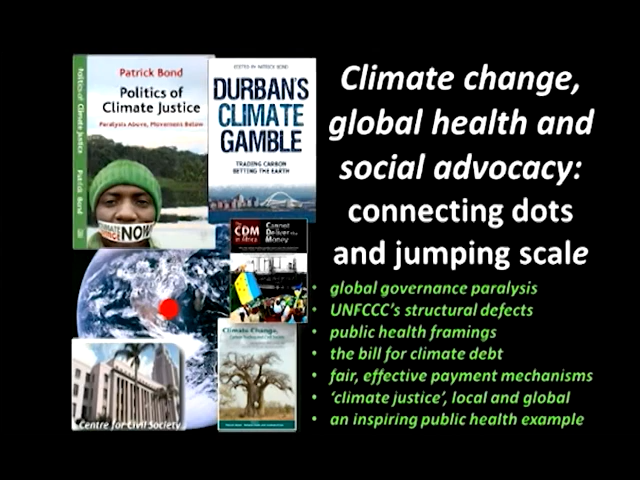 Patrick Bond
Politics of
Climate Justice
Paralysis Above, Movement Below
Politics of Climate Justice
Patrick Bond
NOW
EDITED BY PATRICK BOND
DURBAN'S
CLIMATE
GAMBLE
TRADING CARBON
BETTING THE EARTH
CDM
in Africa
Cannot
Deliver the
Money
Climate Change,
Centre for Civil Society
Climate change,
global health and
social advocacy:
connecting dots
and jumping scale
• global governance paralysis
• UNFCCC's structural defects
• public health framings
• the bill for climate debt
• fair, effective payment mechanisms
• 'climate justice', local and global
• an inspiring public health example